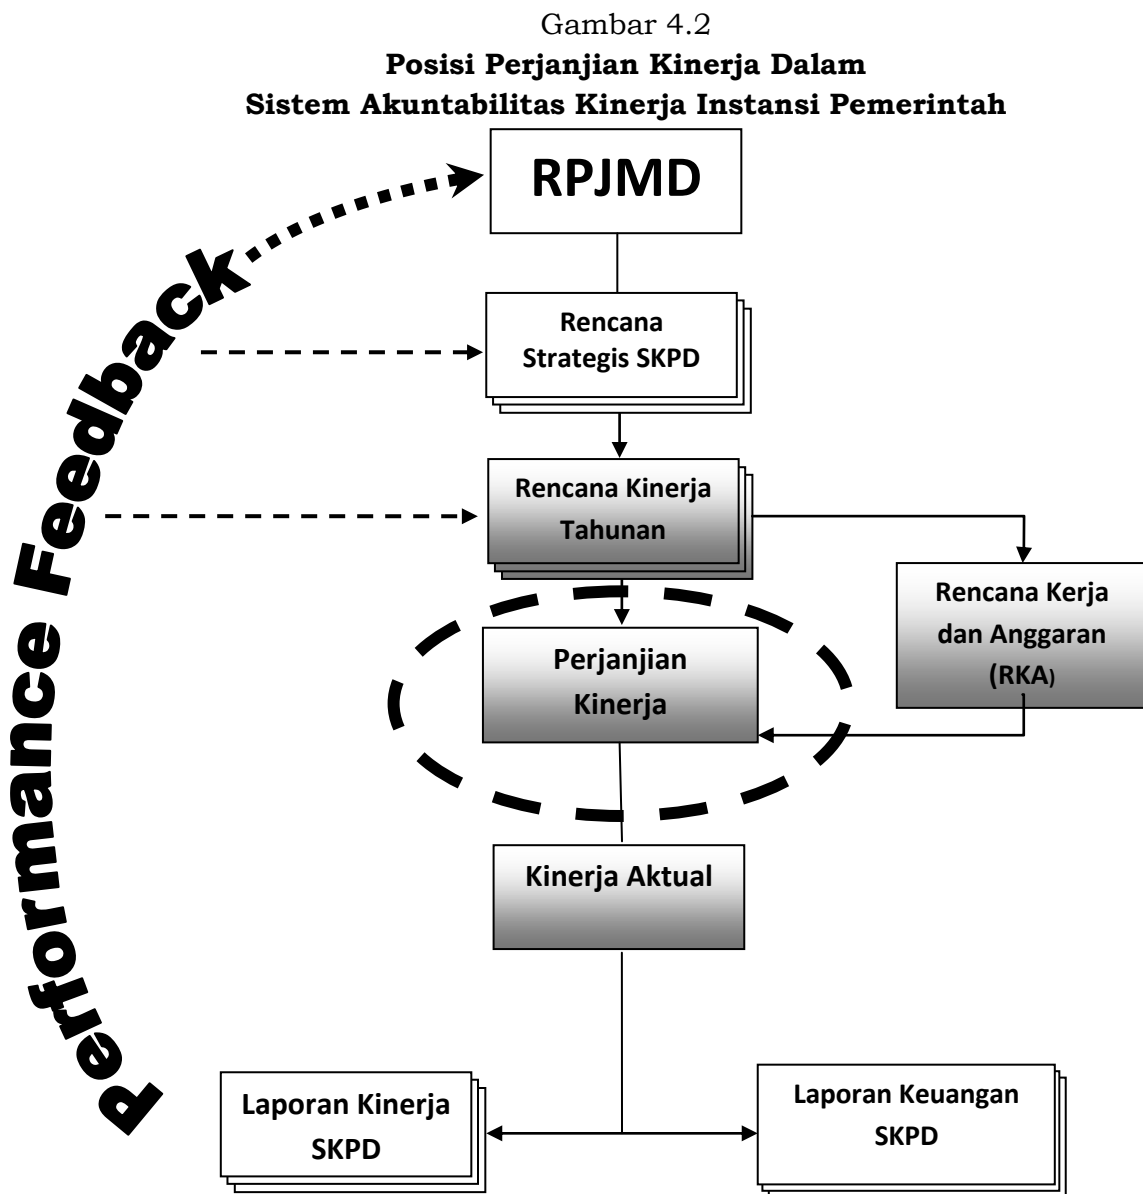 Gambar 4.2
Posisi Perjanjian Kinerja Dalam
Sistem Akuntabilitas Kinerja Instansi Pemerintah
RPJMD
Performance Feedback
Rencana
Strategis SKPD
Rencana Kinerja
Tahunan
Rencana Kerja
dan Anggaran
(RKA)
Perjanjian
Kinerja
Kinerja Aktual
Laporan Kinerja
SKPD
Laporan Keuangan
SKPD